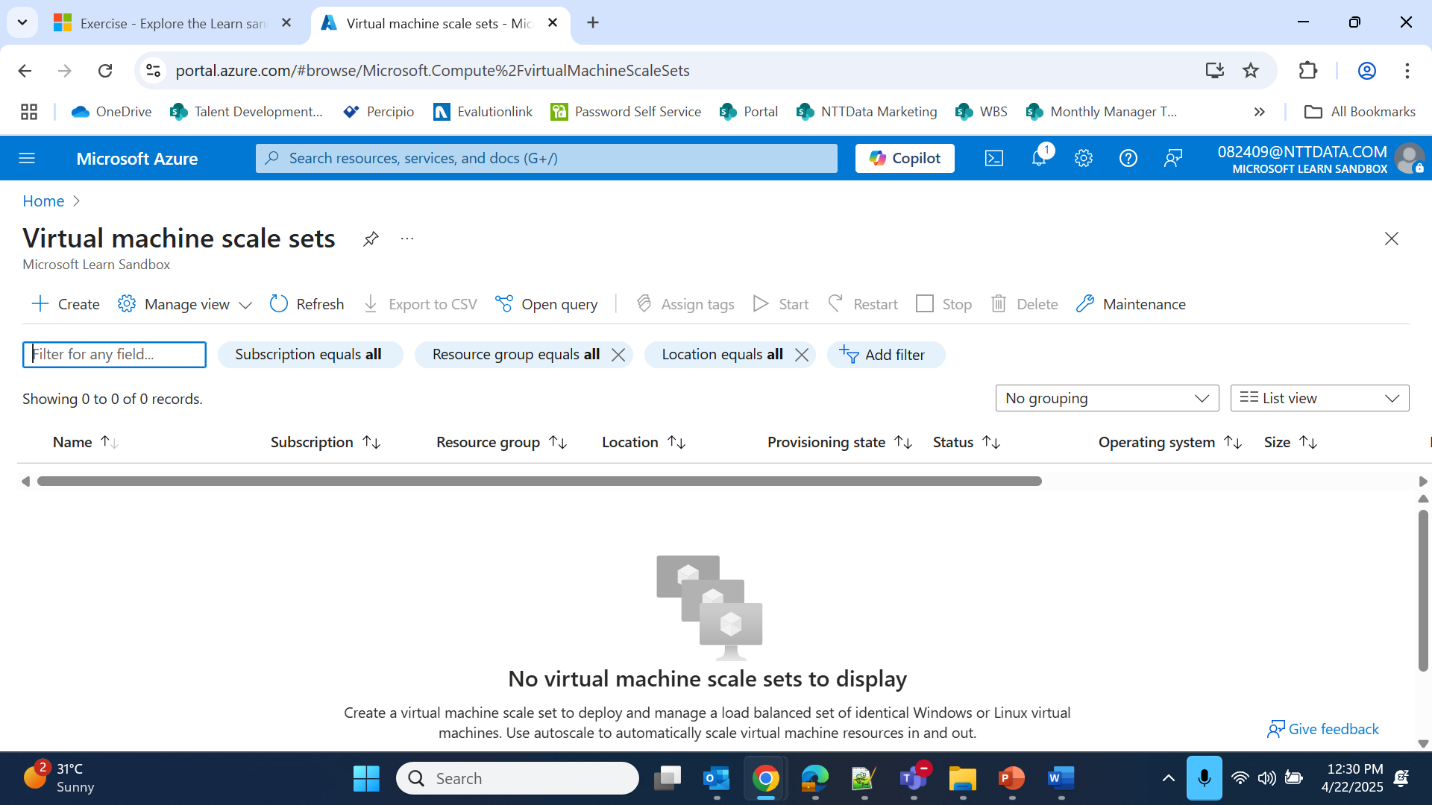 Exercise - Explore the Learn san
Virtual machine scale sets - Mic
portal.azure.com/#browse/Microsoft.Compute%2FvirtualMachineScaleSets
OneDrive
Talent Development...
Percipio
Evalutionlink
Password Self Service
Portal
NTTData Marketing
WBS
Monthly Manager T...
All Bookmarks
Microsoft Azure
Search resources, services, and docs (G+/)
Copilot
1
082409@NTTDATA.COM
MICROSOFT LEARN SANDBOX
Home
Virtual machine scale sets
Microsoft Learn Sandbox
Create
Manage view
Refresh
Export to CSV
Open query
Assign tags
Start
Restart
Stop
Delete
Maintenance
Filter for any field...
Subscription equals all
Resource group equals all
Location equals all
Add filter
Showing 0 to 0 of 0 records.
No grouping
List view
Name
Subscription
Resource group
Location
Provisioning state
Status
Operating system
Size
No virtual machine scale sets to display
Create a virtual machine scale set to deploy and manage a load balanced set of identical Windows or Linux virtual
machines. Use autoscale to automatically scale virtual machine resources in and out.
Give feedback
2
31°C
Sunny
Search
12:30 PM
4/22/2025